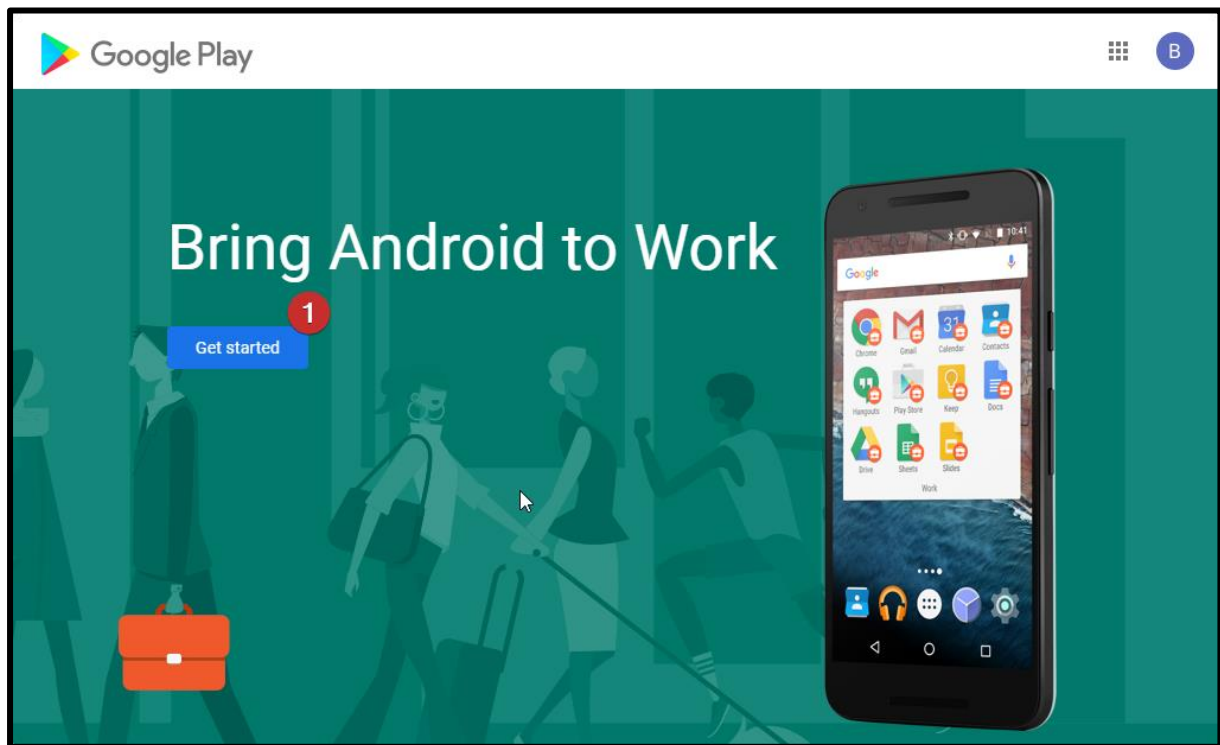 Google Play
B
Bring Android to Work
1
Get started
10:41
Google
31
Chrome
Gmail
Calendar
Contacts
Hangouts
Play Store
Keep
Docs
Drive
Sheets
Slides
Work